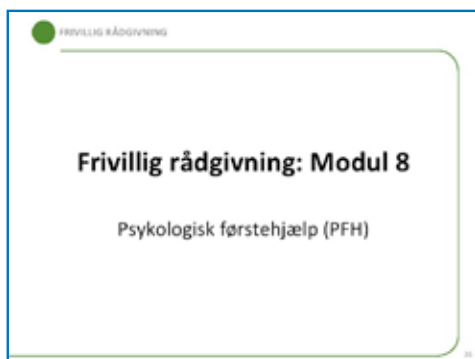 FRIVILLIG RÅDGIVNING
Frivillig rådgivning: Modul 8
Psykologisk førstehjælp (PFH)